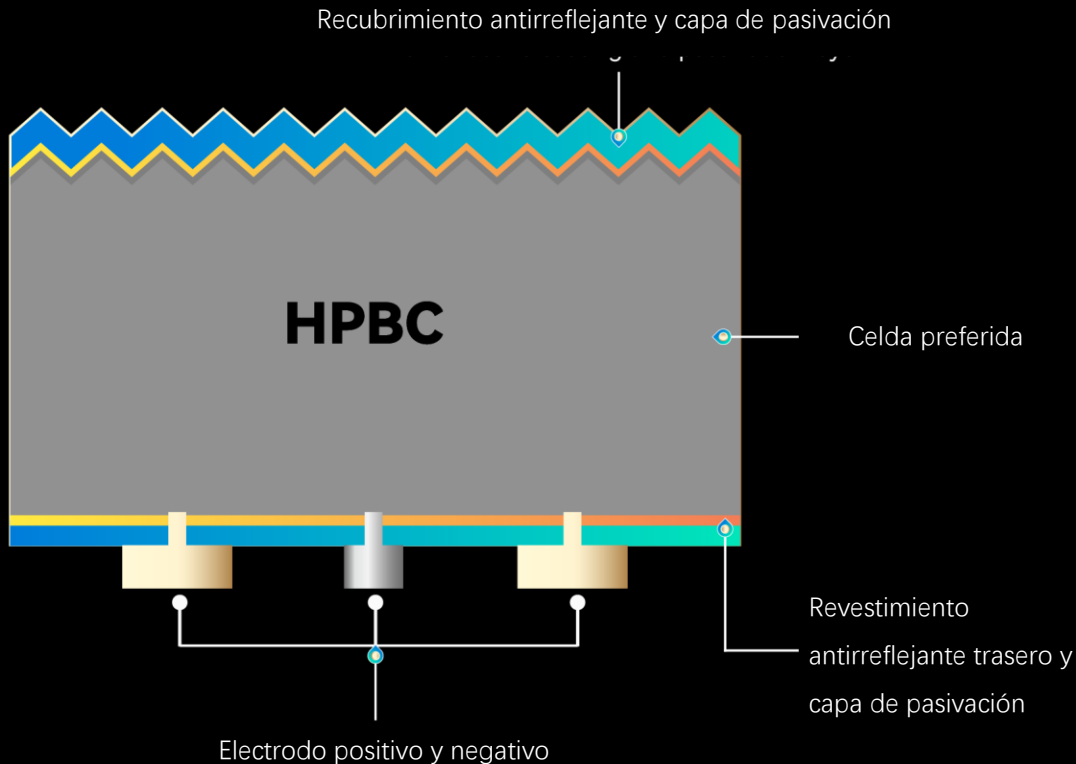 Recubrimiento antirreflejante y capa de pasivación
HPBC
Celda preferida
Revestimiento
antirreflejante trasero y
capa de pasivación
Electrodo positivo y negativo